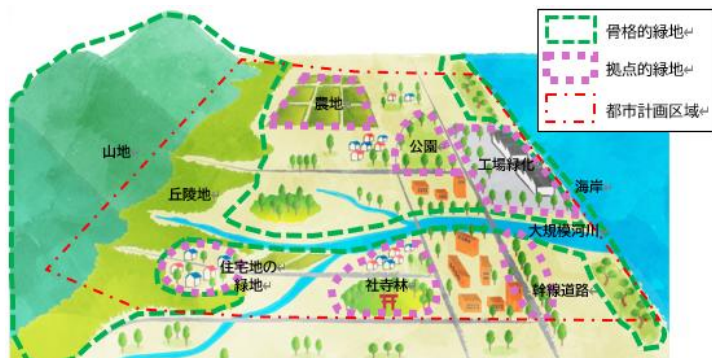 骨格的緑地↵
拠点的緑地↵
都市計画区域↵
農地↵
山地↵
公園↵
工場緑化↵
丘陵地↵
海岸↵
大規模河川↵
住宅地の↵
緑地↵
社寺林↵
幹線道路↵